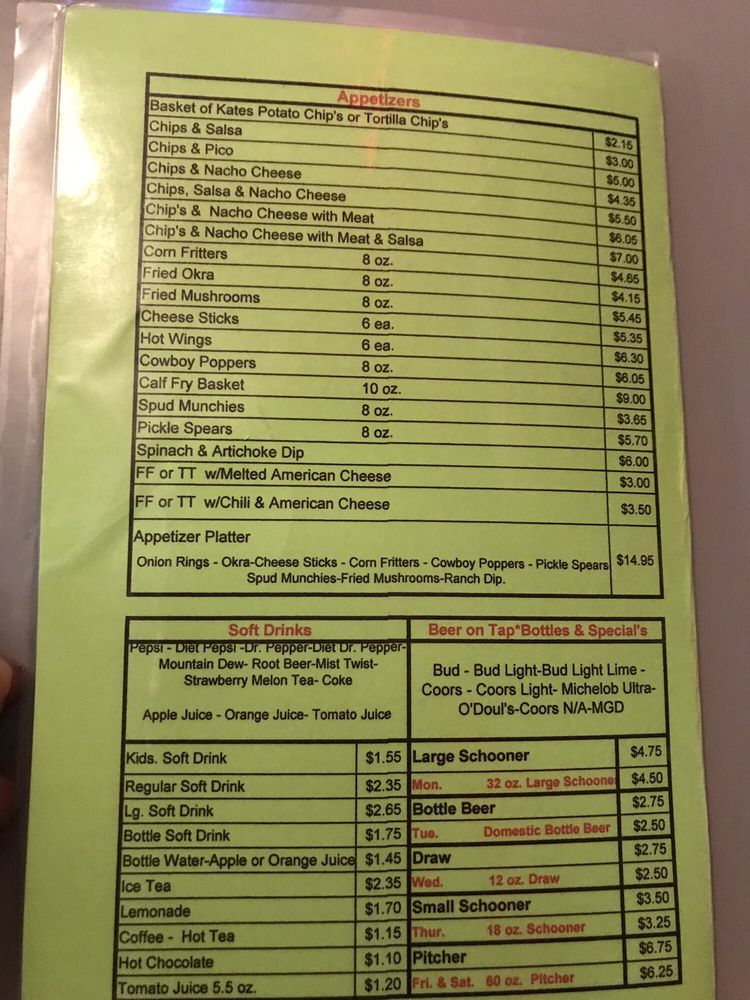 Appetizers
Basket of Kates Potato Chip's or Tortilla Chip's $2.15
Chips & Salsa $3.00
Chips & Pico $5.00
Chips & Nacho Cheese $4.35
Chips, Salsa & Nacho Cheese $5.50
Chip's & Nacho Cheese with Meat $6.05
Chip's & Nacho Cheese with Meat & Salsa $7.00
Corn Fritters 8 oz. $4.65
Fried Okra 8 oz. $4.15
Fried Mushrooms 8 oz. $5.45
Cheese Sticks 6 ea. $5.35
Hot Wings 6 ea. $6.30
Cowboy Poppers 8 oz. $6.05
Calf Fry Basket 10 oz. $9.00
Spud Munchies 8 oz. $3.65
Pickle Spears 8 oz. $5.70
Spinach & Artichoke Dip $6.00
FF or TT w/Melted American Cheese $3.00
FF or TT w/Chili & American Cheese $3.50
Appetizer Platter
Onion Rings - Okra-Cheese Sticks - Corn Fritters - Cowboy Poppers - Pickle Spears $14.95
Spud Munchies-Fried Mushrooms-Ranch Dip.
Soft Drinks
Pepsi - Diet Pepsi -Dr. Pepper-Diet Dr. Pepper-
Mountain Dew- Root Beer-Mist Twist-
Strawberry Melon Tea- Coke
Apple Juice - Orange Juice- Tomato Juice
Kids. Soft Drink $1.55
Regular Soft Drink $2.35
Lg. Soft Drink $2.65
Bottle Soft Drink $1.75
Bottle Water-Apple or Orange Juice $1.45
Ice Tea $2.35
Lemonade $1.70
Coffee - Hot Tea $1.15
Hot Chocolate $1.10
Tomato Juice 5.5 oz. $1.20
Beer on Tap*Bottles & Special's
Bud - Bud Light-Bud Light Lime -
Coors - Coors Light- Michelob Ultra-
O'Doul's-Coors N/A-MGD
Large Schooner $4.75
Mon. 32 oz. Large Schooner $4.50
Bottle Beer $2.75
Tue. Domestic Bottle Beer $2.50
Draw $2.75
Wed. 12 oz. Draw $2.50
Small Schooner $3.50
Thur. 18 oz. Schooner $3.25
Pitcher $6.75
Fri. & Sat. 60 oz. Pitcher $6.25